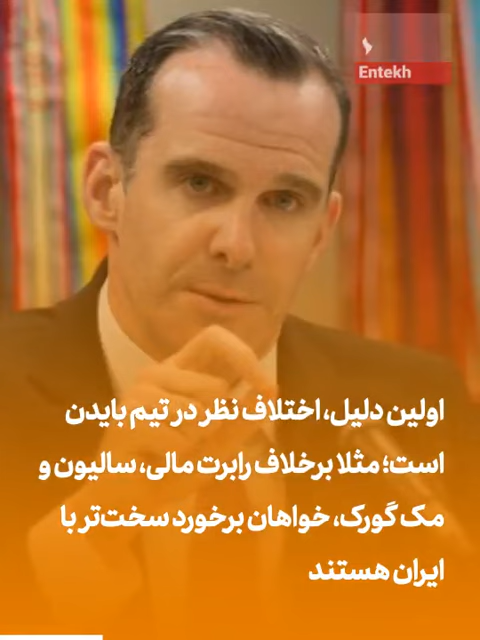 Entekh
اولین دلیل، اختلاف نظر در تیم بایدن
است؛ مثلا برخلاف رابرت مالی، سالیون و
مک گورک، خواهان برخورد سخت‌تر با
ایران هستند